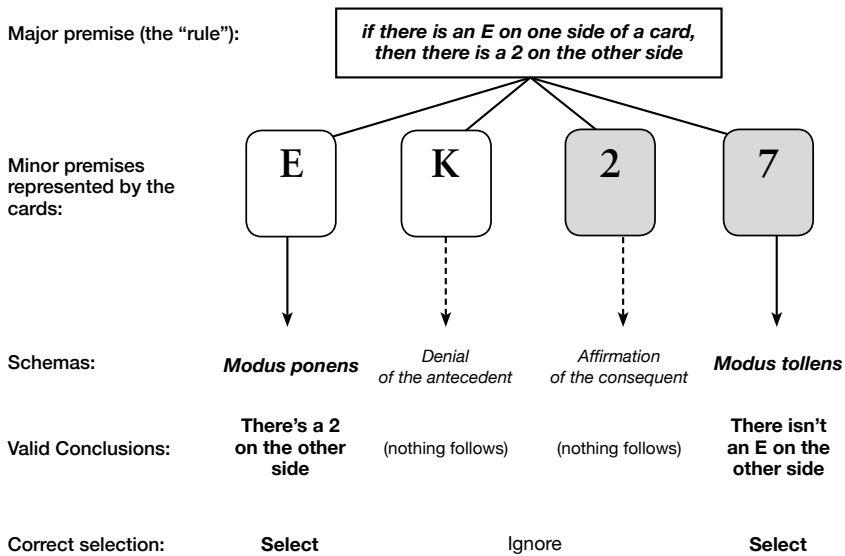 Major premise (the “rule”):
if there is an E on one side of a card,
then there is a 2 on the other side
Minor premises
represented by the
cards:
E
K
2
7
Schemas:
Modus ponens
Denial
of the antecedent
Affirmation
of the consequent
Modus tollens
Valid Conclusions:
There’s a 2
on the other
side
(nothing follows)
(nothing follows)
There isn’t
an E on the
other side
Correct selection:
Select
Ignore
Select